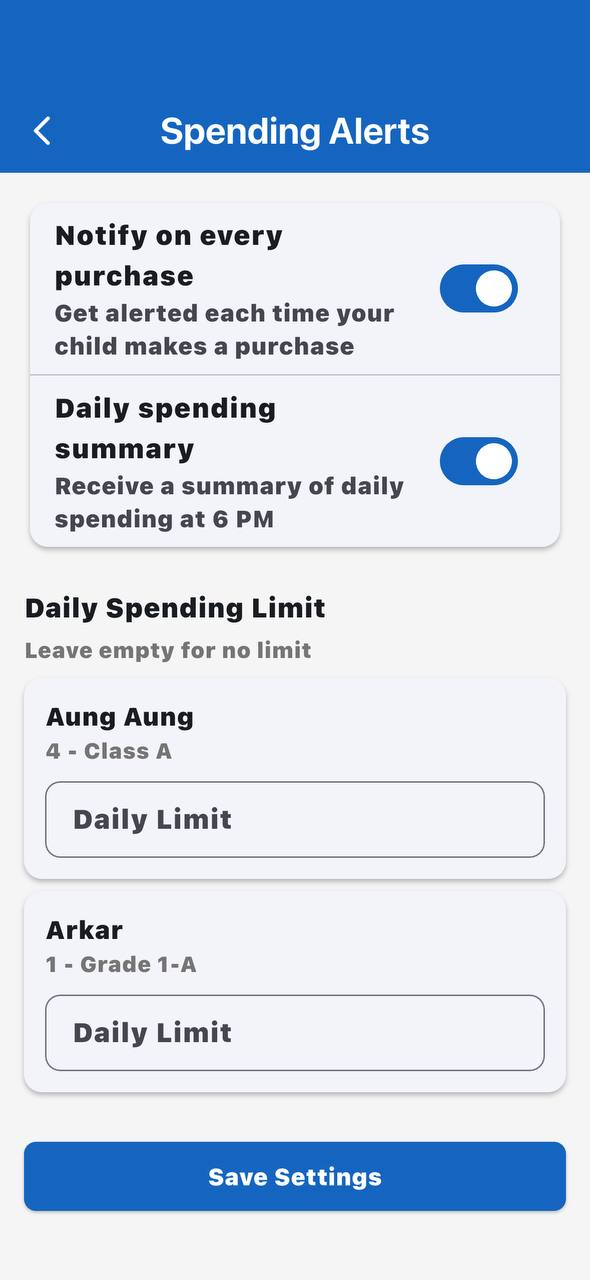 Spending Alerts
Notify on every
purchase
Get alerted each time your
child makes a purchase
Daily spending
summary
Receive a summary of daily
spending at 6 PM
Daily Spending Limit
Leave empty for no limit
Aung Aung
4 - Class A
Daily Limit
Arkar
1 - Grade 1-A
Daily Limit
Save Settings